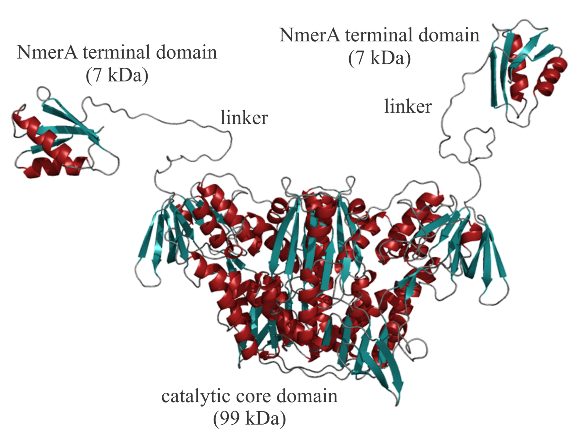 NmerA terminal domain
(7 kDa)
linker
NmerA terminal domain
(7 kDa)
linker
catalytic core domain
(99 kDa)